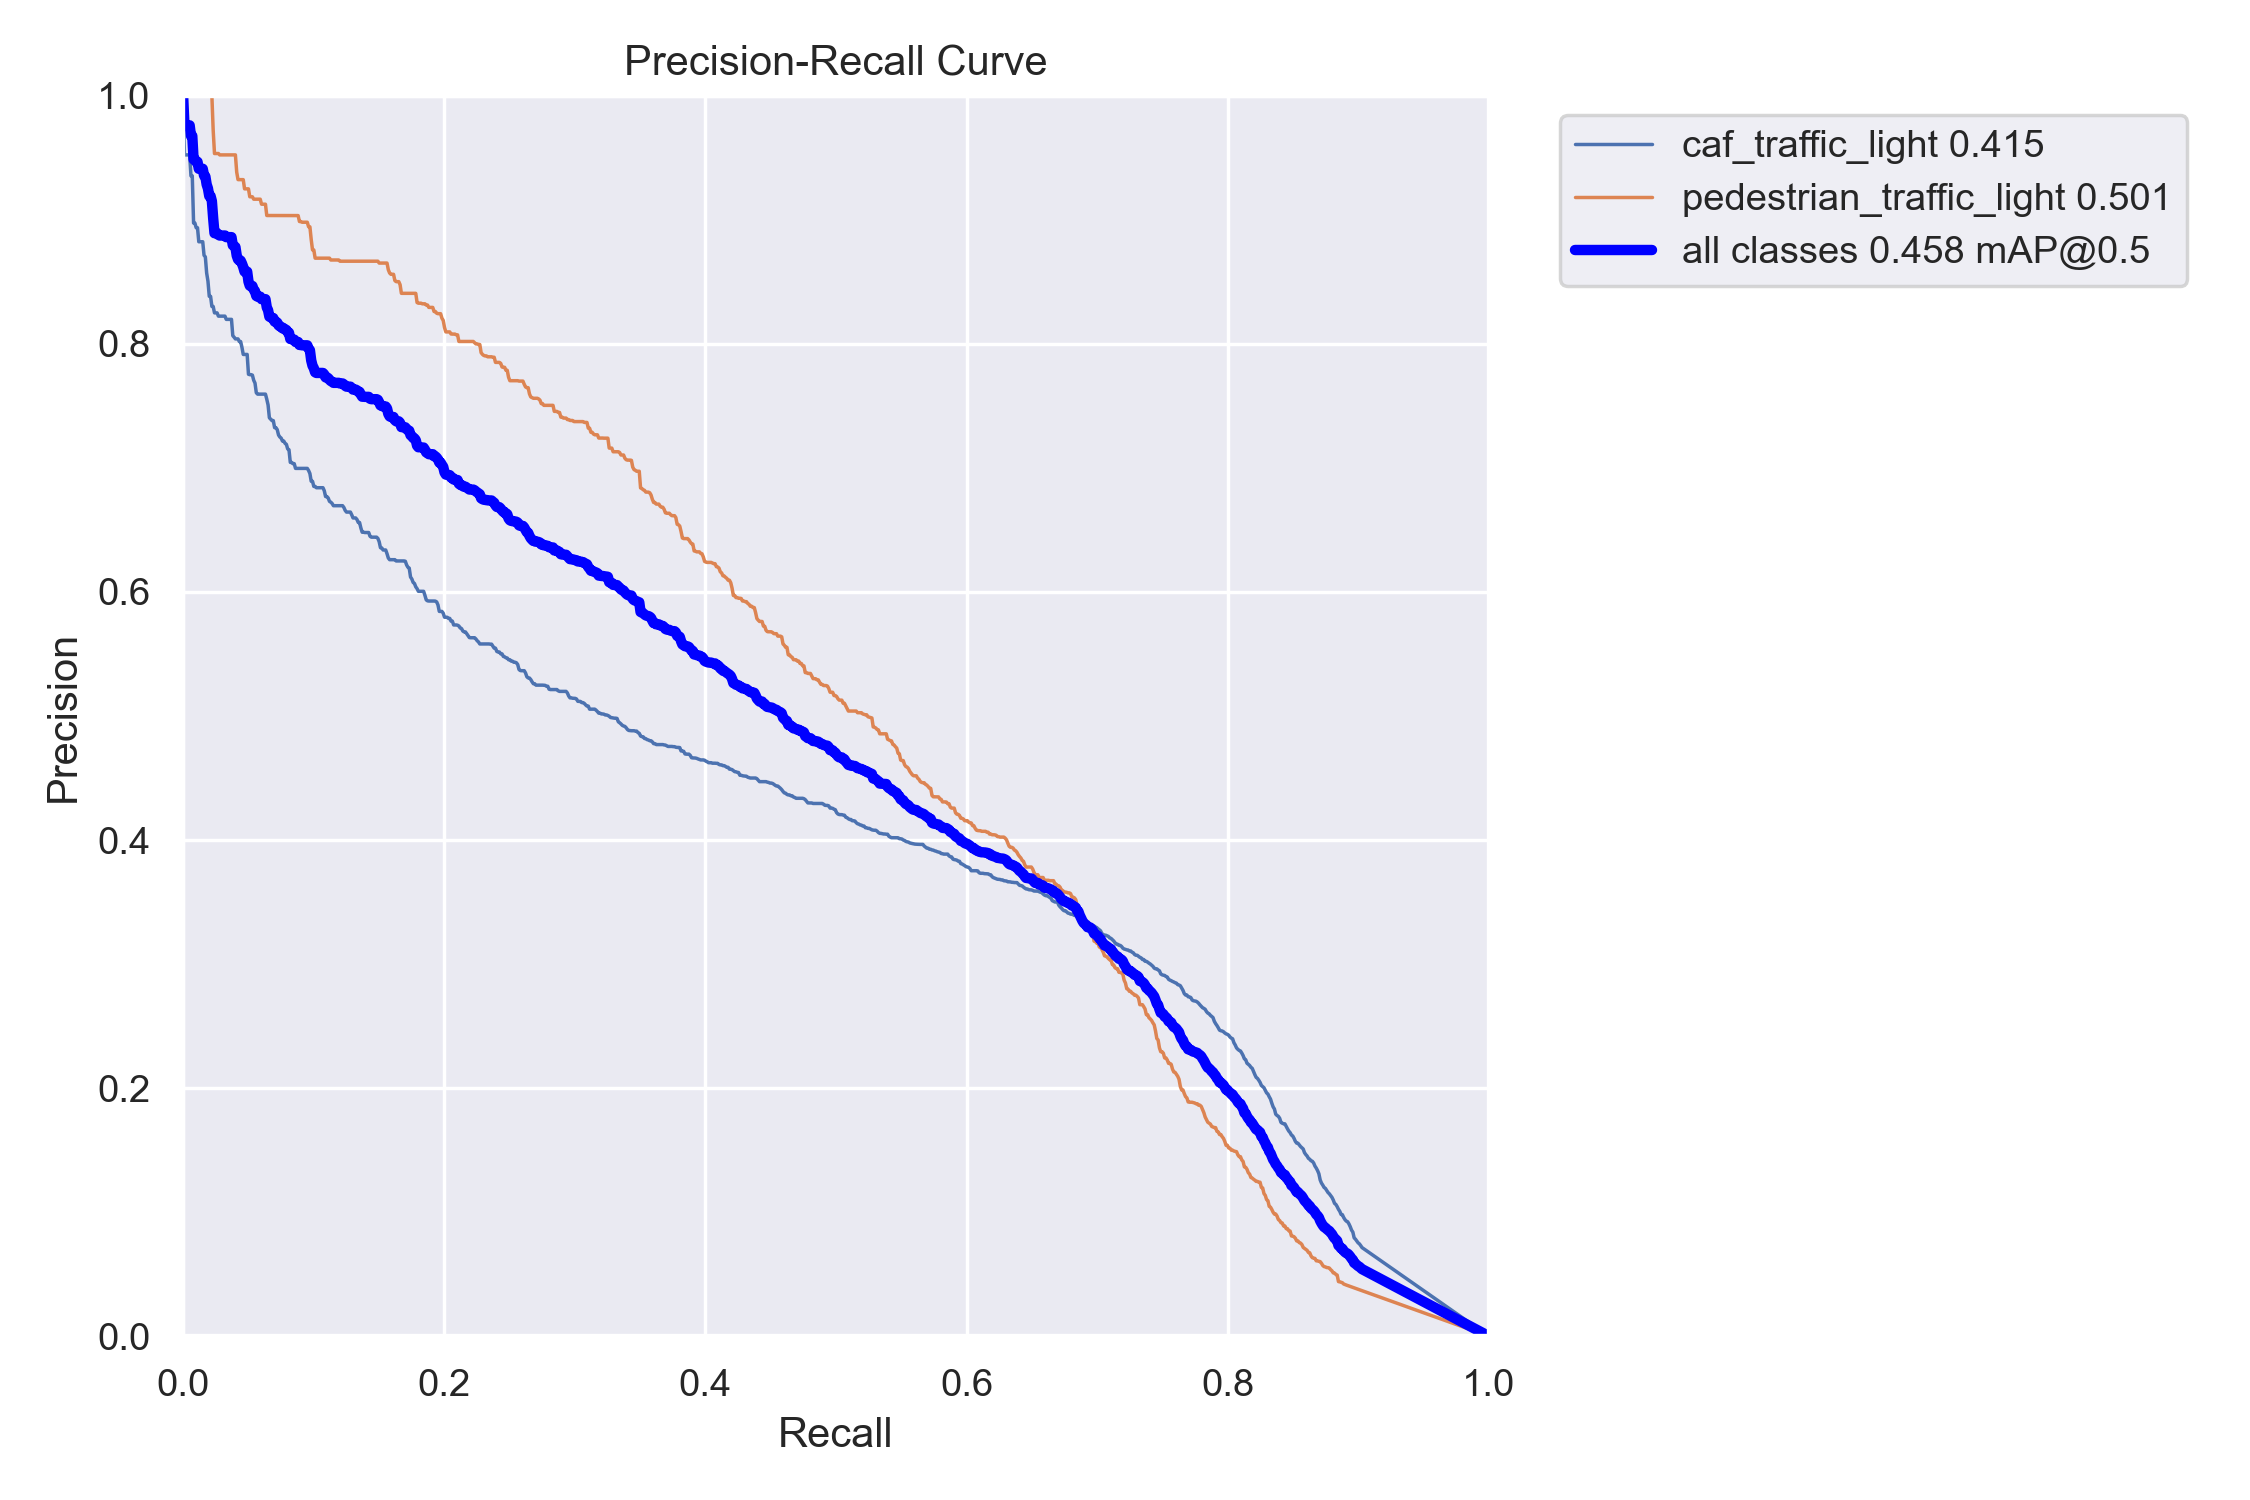 Precision-Recall Curve
1.0
0.8
0.6
0.4
0.2
0.0
Precision
0.0 0.2 0.4 0.6 0.8 1.0
Recall
caf_traffic_light 0.415
pedestrian_traffic_light 0.501
all classes 0.458 mAP@0.5